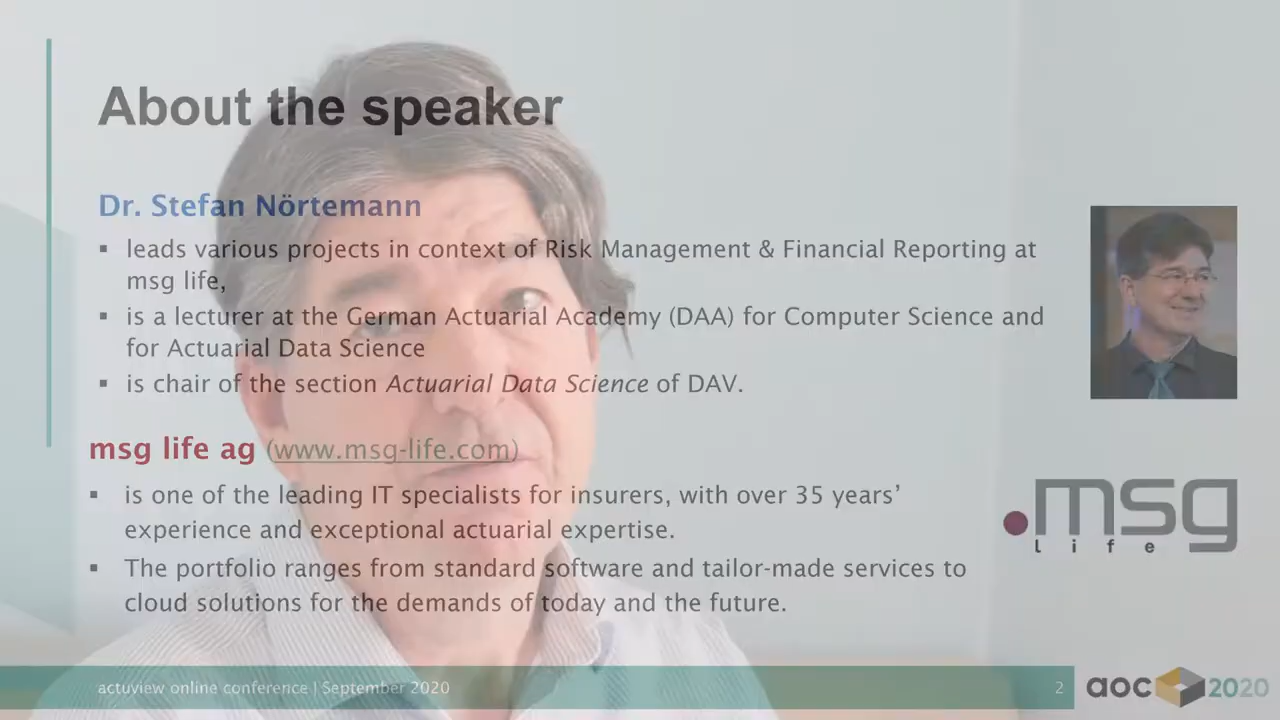 About the speaker
Dr. Stefan Nörtemann
▪ leads various projects in context of Risk Management & Financial Reporting at
msg life,
▪ is a lecturer at the German Actuarial Academy (DAA) for Computer Science and
for Actuarial Data Science
▪ is chair of the section Actuarial Data Science of DAV.
msg life ag (www.msg-life.com)
▪ is one of the leading IT specialists for insurers, with over 35 years’
experience and exceptional actuarial expertise.
▪ The portfolio ranges from standard software and tailor-made services to
cloud solutions for the demands of today and the future.
.msg
life
actuview online conference | September 2020
2
aoc 2020